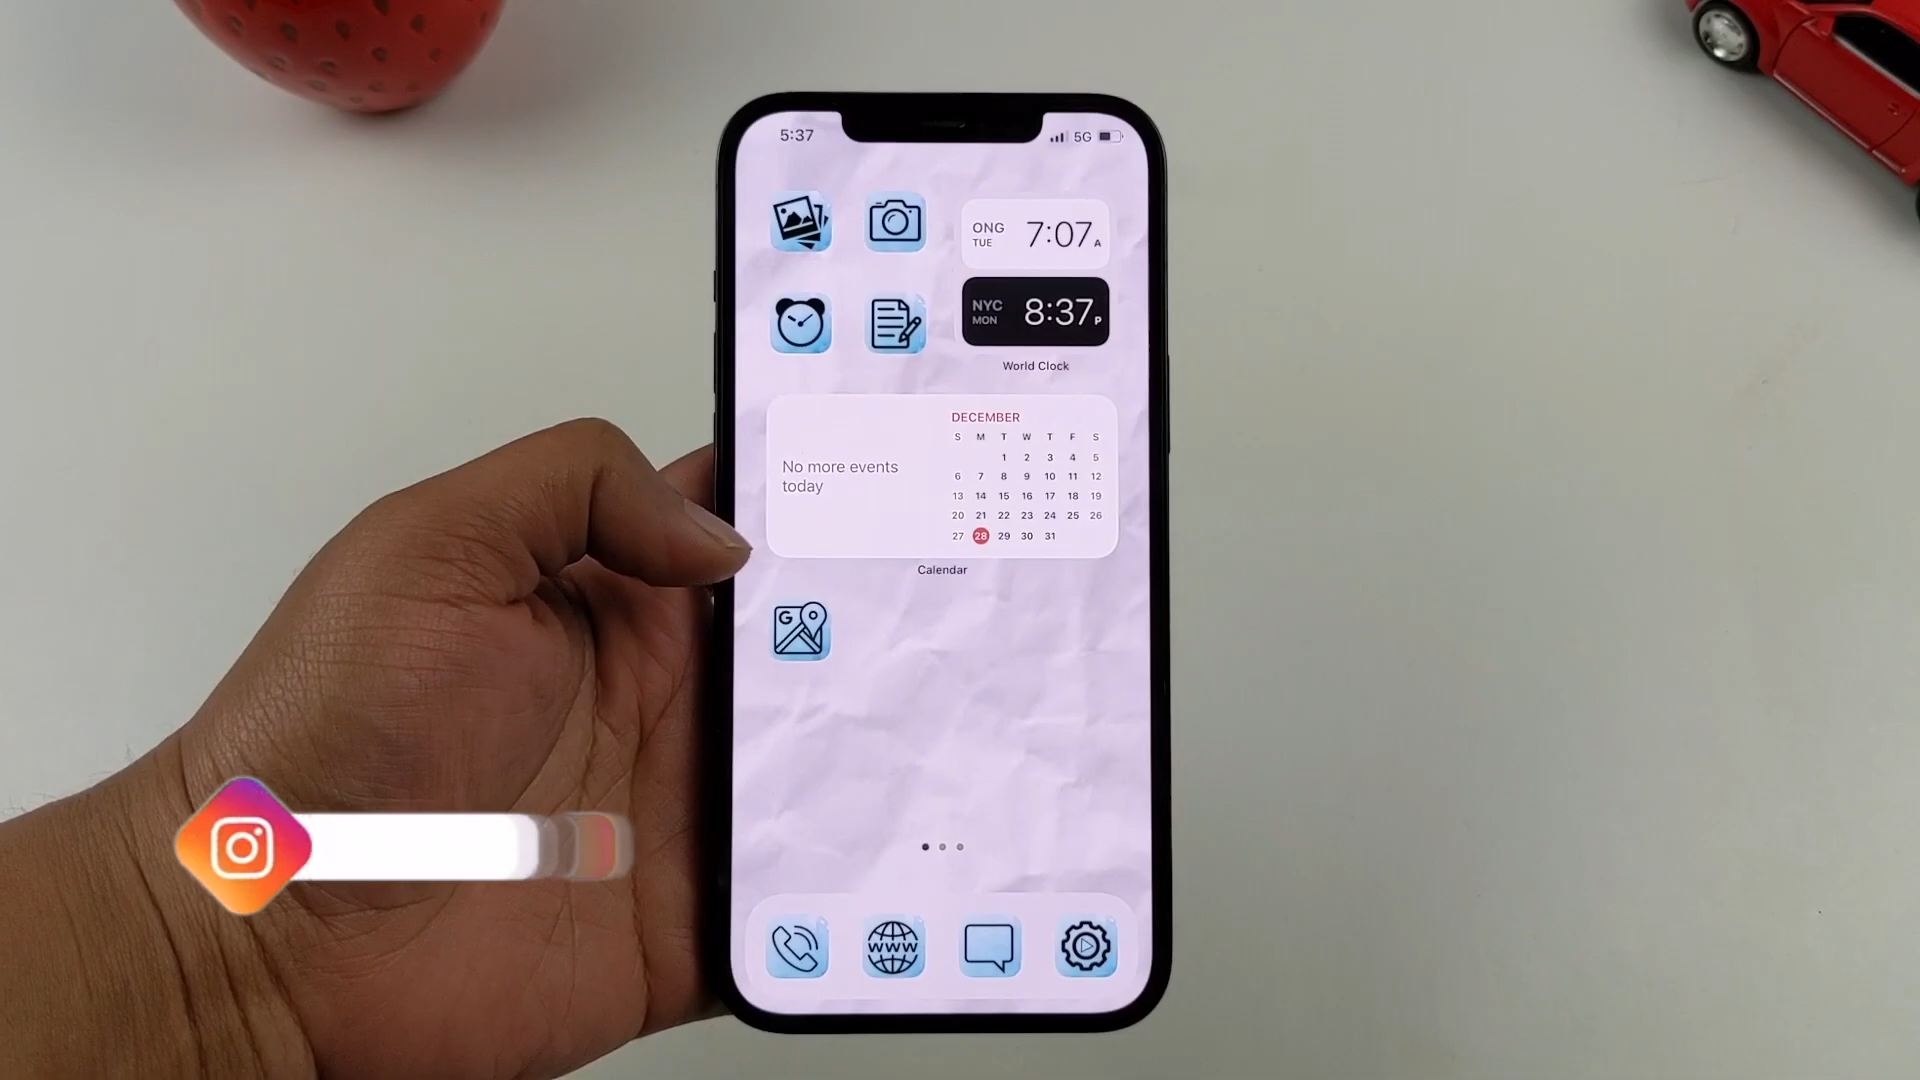 5:37
5G
ONG
TUE
7:07 A
NYC
MON
8:37 P
World Clock
No more events
today
DECEMBER
S M T W T F S
1 2 3 4 5
6 7 8 9 10 11 12
13 14 15 16 17 18 19
20 21 22 23 24 25 26
27 28 29 30 31
Calendar
G
WWW